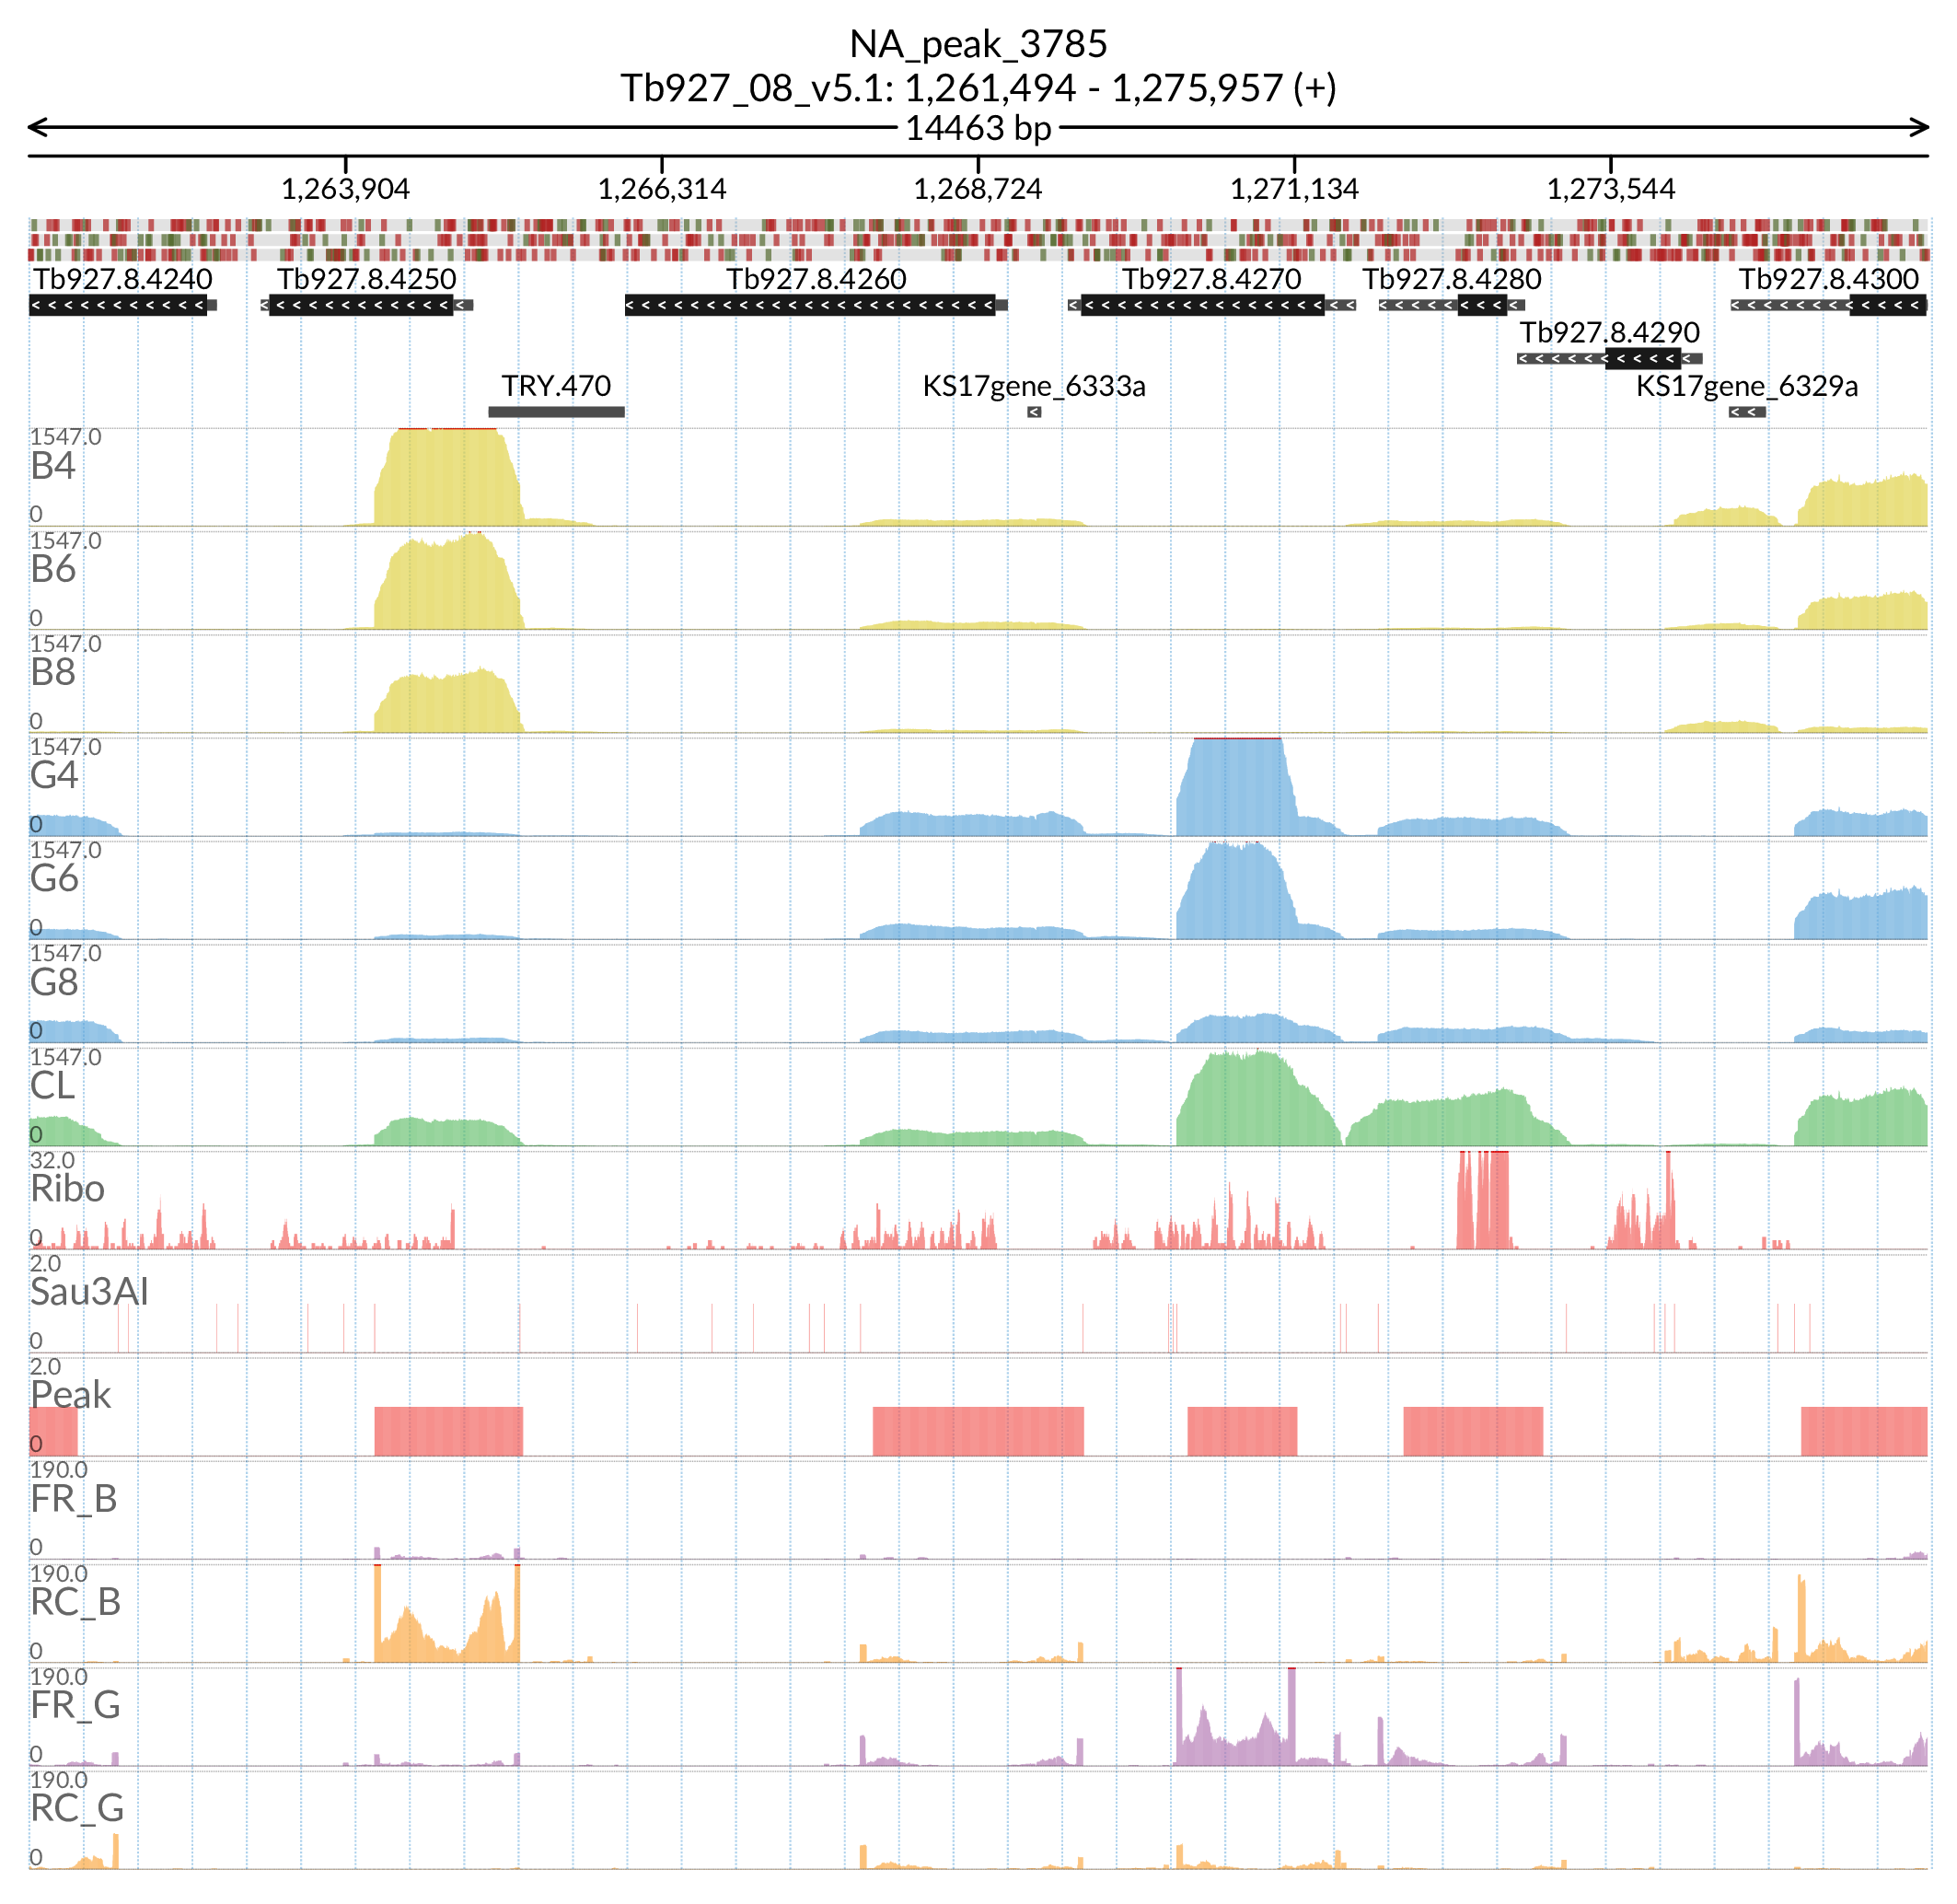 NA_peak_3785
Tb927_08_v5.1: 1,261,494 - 1,275,957 (+)
14463 bp
1,263,904 1,266,314 1,268,724 1,271,134 1,273,544
Tb927.8.4240 Tb927.8.4250 Tb927.8.4260 Tb927.8.4270 Tb927.8.4280 Tb927.8.4300
Tb927.8.4290
TRY.470 KS17gene_6333a KS17gene_6329a
1547.0
B4
0
1547.0
B6
0
1547.0
B8
0
1547.0
G4
0
1547.0
G6
0
1547.0
G8
0
1547.0
CL
0
32.0
Ribo
0
2.0
Sau3AI
0
2.0
Peak
0
190.0
FR_B
0
190.0
RC_B
0
190.0
FR_G
0
190.0
RC_G
0